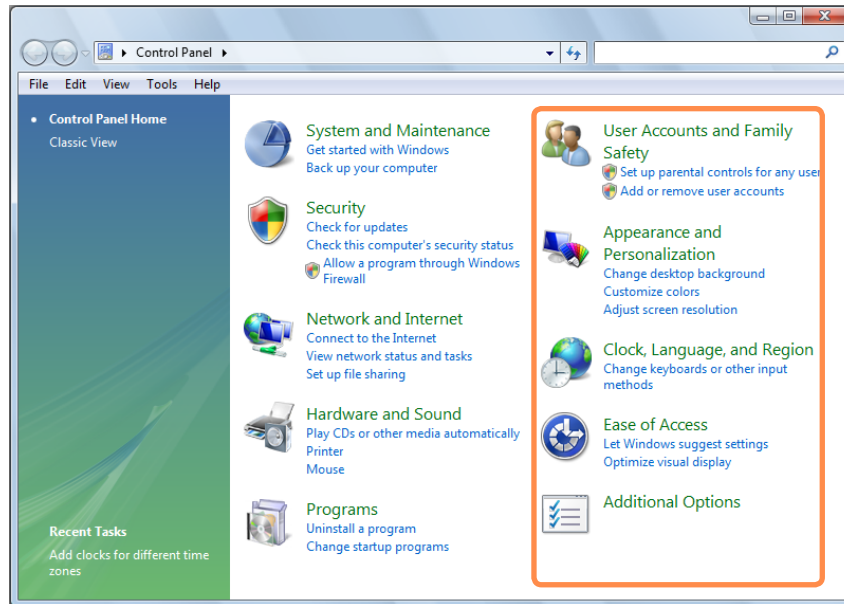 Control Panel
File Edit View Tools Help
Control Panel Home
Classic View
Recent Tasks
Add clocks for different time
zones
System and Maintenance
Get started with Windows
Back up your computer
Security
Check for updates
Check this computer's security status
Allow a program through Windows
Firewall
Network and Internet
Connect to the Internet
View network status and tasks
Set up file sharing
Hardware and Sound
Play CDs or other media automatically
Printer
Mouse
Programs
Uninstall a program
Change startup programs
User Accounts and Family
Safety
Set up parental controls for any user
Add or remove user accounts
Appearance and
Personalization
Change desktop background
Customize colors
Adjust screen resolution
Clock, Language, and Region
Change keyboards or other input
methods
Ease of Access
Let Windows suggest settings
Optimize visual display
Additional Options